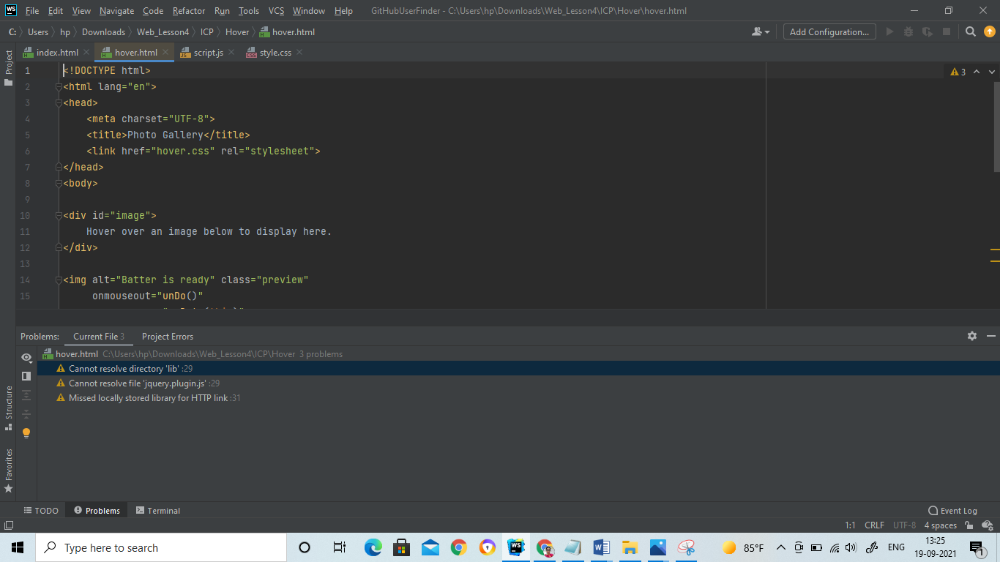 WS File Edit View Navigate Code Refactor Run Tools VCS Window Help GitHubUserFinder - C:\Users\hp\Downloads\Web_Lesson4\ICP\Hover\hover.html
C: Users hp Downloads Web_Lesson4 ICP Hover hover.html Add Configuration...
index.html hover.html script.js style.css
Project
1 <!DOCTYPE html>
3
2 <html lang="en">
3 <head>
4 <meta charset="UTF-8">
5 <title>Photo Gallery</title>
6 <link href="hover.css" rel="stylesheet">
7 </head>
8 <body>
9
10 <div id="image">
11 Hover over an image below to display here.
12 </div>
13
14 <img alt="Batter is ready" class="preview"
15 onmouseout="unDo()"
Problems: Current File 3 Project Errors
hover.html C:\Users\hp\Downloads\Web_Lesson4\ICP\Hover 3 problems
Cannot resolve directory 'lib' :29
Cannot resolve file 'jquery.plugin.js' :29
Missed locally stored library for HTTP link :31
Structure
Favorites
TODO Problems Terminal Event Log
1:1 CRLF UTF-8 4 spaces
Type here to search WS 85°F ENG 13:25
19-09-2021 1